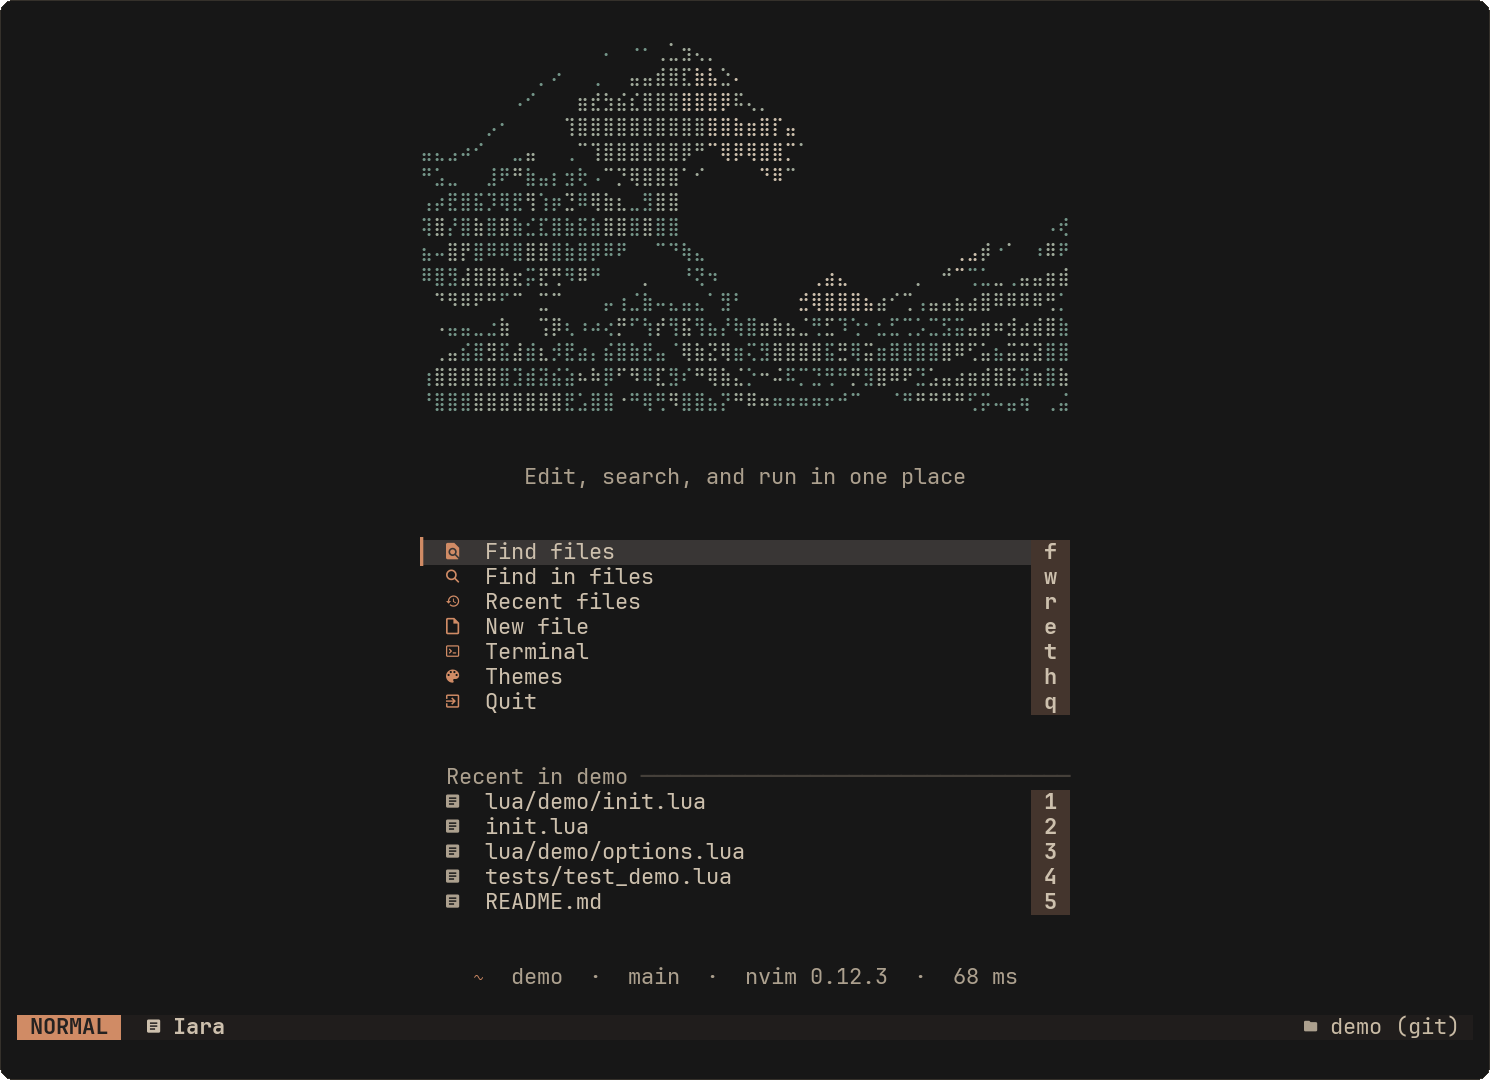 Edit, search, and run in one place
Find files f
Find in files w
Recent files r
New file e
Terminal t
Themes h
Quit q
Recent in demo
lua/demo/init.lua 1
init.lua 2
lua/demo/options.lua 3
tests/test_demo.lua 4
README.md 5
~ demo · main · nvim 0.12.3 · 68 ms
NORMAL Iara demo (git)